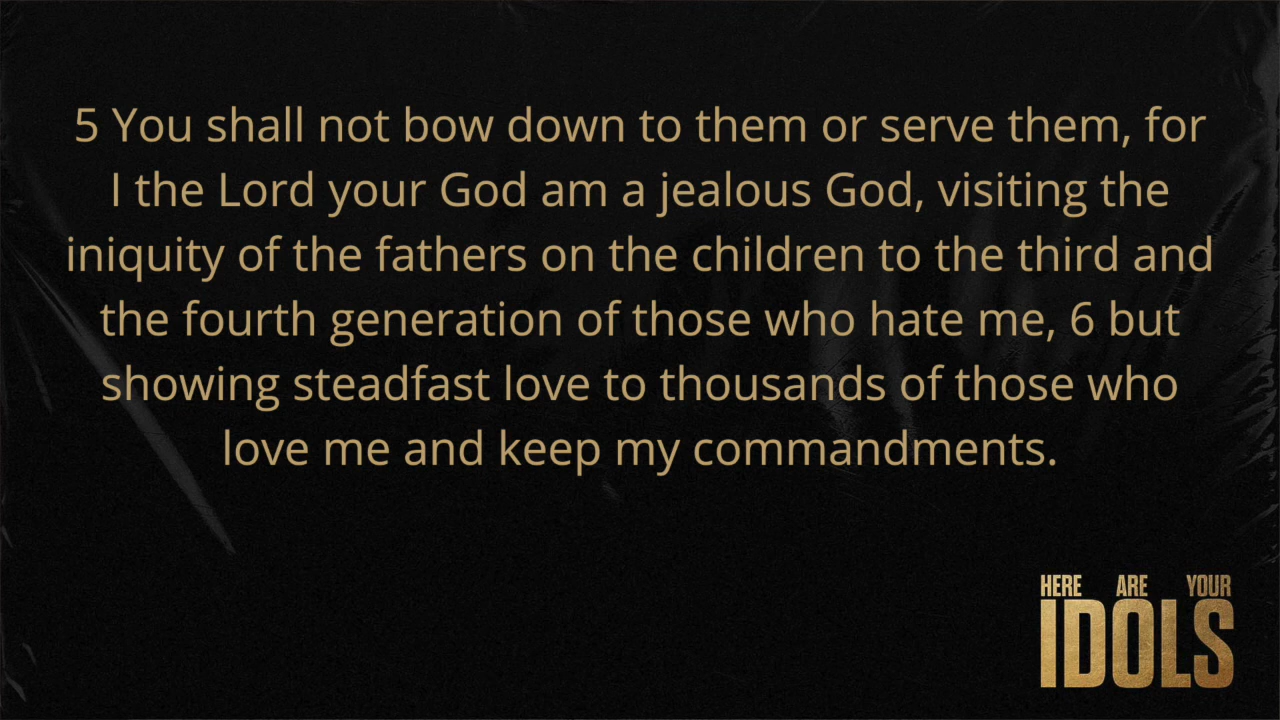 5 You shall not bow down to them or serve them, for
I the Lord your God am a jealous God, visiting the
iniquity of the fathers on the children to the third and
the fourth generation of those who hate me, 6 but
showing steadfast love to thousands of those who
love me and keep my commandments.
HERE ARE YOUR
IDOLS